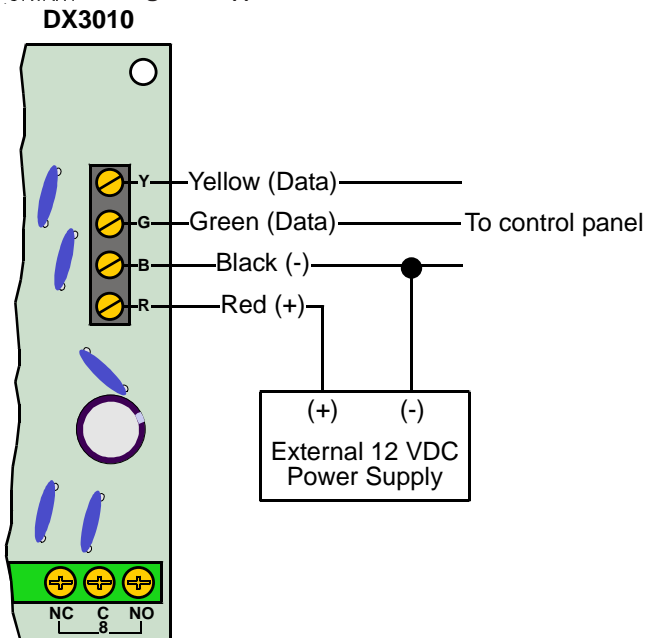 DX3010
Y Yellow (Data)
G Green (Data) To control panel
B Black (-)
R Red (+)
(+) (-)
External 12 VDC
Power Supply
NC C NO
8